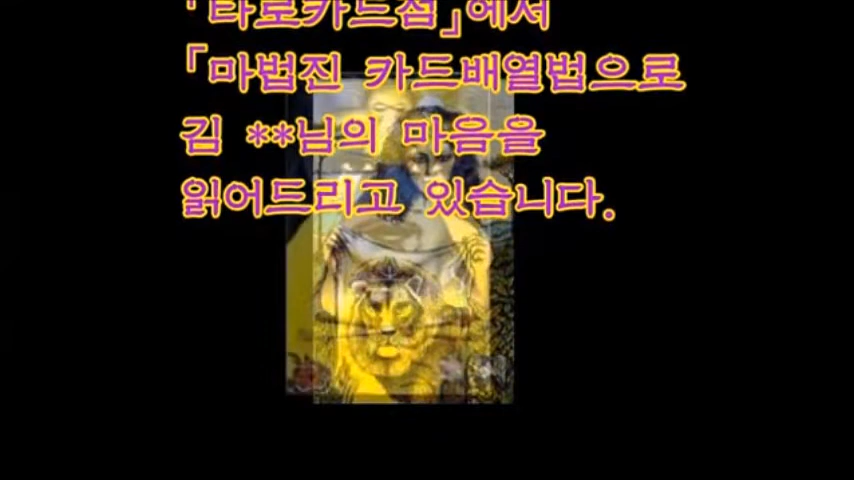 「타로카드점」에서
「마법진 카드배열법으로
김 **님의 마음을
읽어드리고 있습니다.